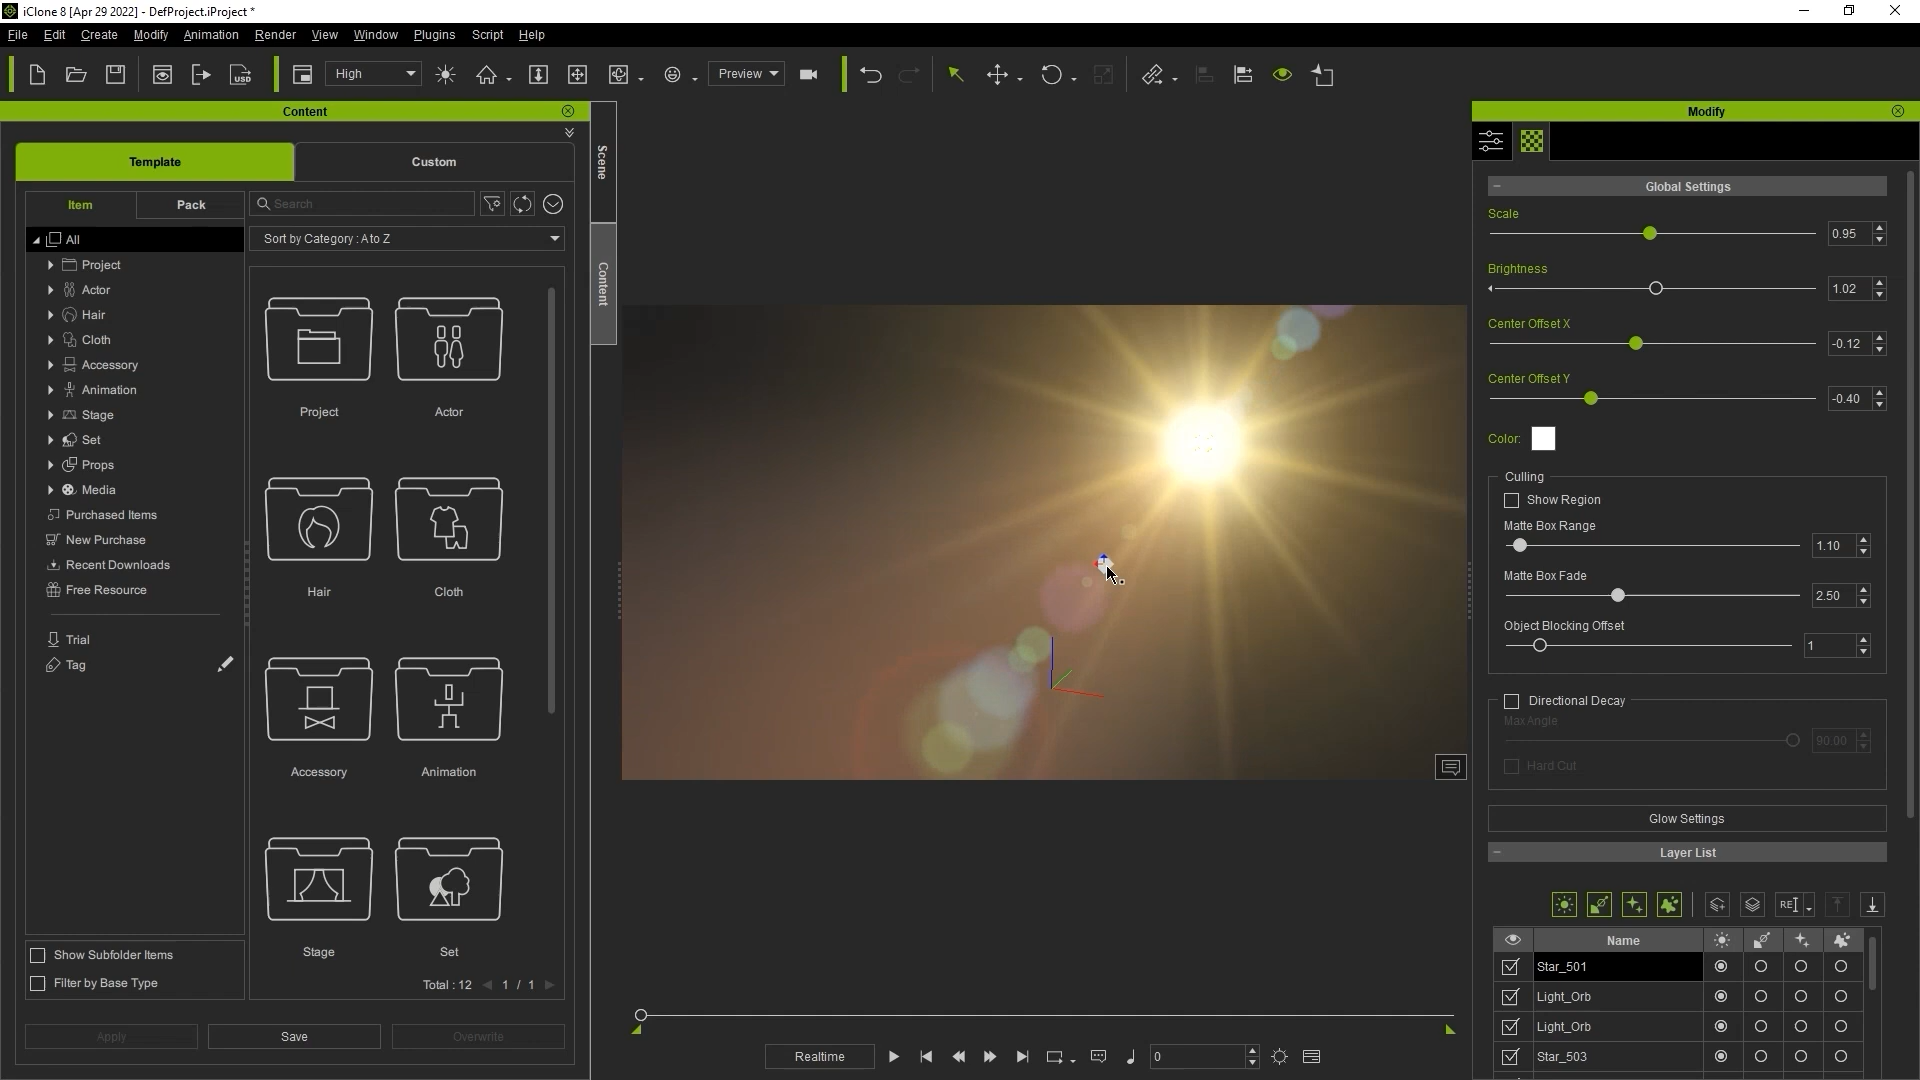 iClone 8 [Apr 29 2022] - DefProject.iProject *
File Edit Create Modify Animation Render View Window Plugins Script Help
High
Preview
Content
Template
Custom
Item
Pack
Search
Sort by Category : A to Z
All
Project
Actor
Hair
Cloth
Accessory
Animation
Stage
Set
Props
Media
Purchased Items
New Purchase
Recent Downloads
Free Resource
Trial
Tag
Show Subfolder Items
Filter by Base Type
Project
Actor
Hair
Cloth
Accessory
Animation
Stage
Set
Total : 12
1 / 1
Apply
Save
Overwrite
Scene
Content
Realtime
0
Modify
Global Settings
Scale
0.95
Brightness
1.02
Center Offset X
-0.12
Center Offset Y
-0.40
Color:
Culling
Show Region
Matte Box Range
1.10
Matte Box Fade
2.50
Object Blocking Offset
1
Directional Decay
Max Angle
90.00
Hard Cut
Glow Settings
Layer List
RE
Name
Star_501
Light_Orb
Light_Orb
Star_503